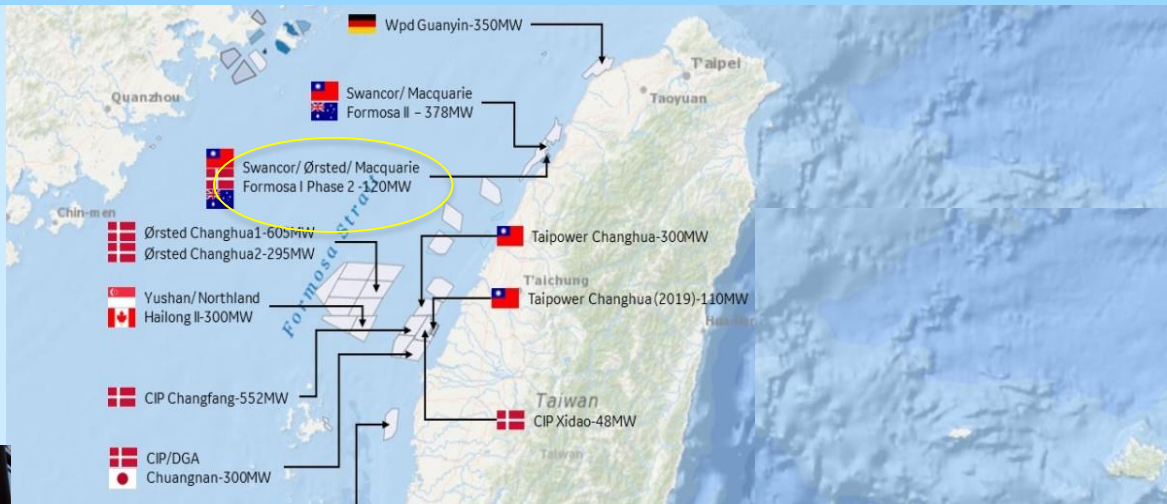 Wpd Guanyin-350MW
T'aipei
Taoyuan
Quanzhou
Swancor/ Macquarie
Formosa II – 378MW
Swancor/ Ørsted/ Macquarie
Formosa I Phase 2 -120MW
Chin-men
Formosa Strait
Ørsted Changhua1-605MW
Ørsted Changhua2-295MW
Taipower Changhua-300MW
T'aichung
Yushan/ Northland
Hailong II-300MW
Taipower Changhua (2019)-110MW
CIP Changfang-552MW
Taiwan
CIP Xidao-48MW
Taiwan
CIP/DGA
Chuangnan-300MW